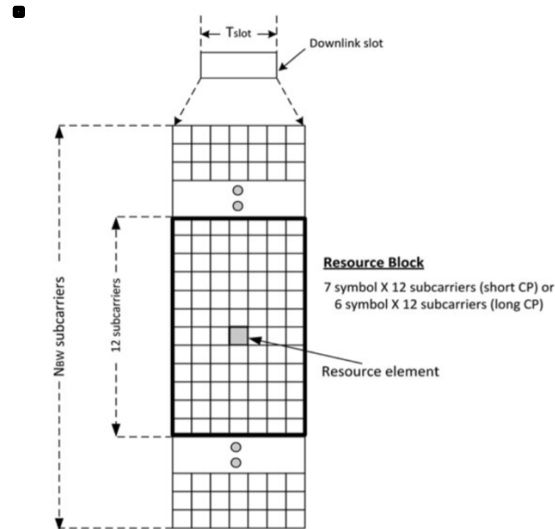 Tslot
Downlink slot
NBW subcarriers
12 subcarriers
Resource Block
7 symbol X 12 subcarriers (short CP) or
6 symbol X 12 subcarriers (long CP)
Resource element